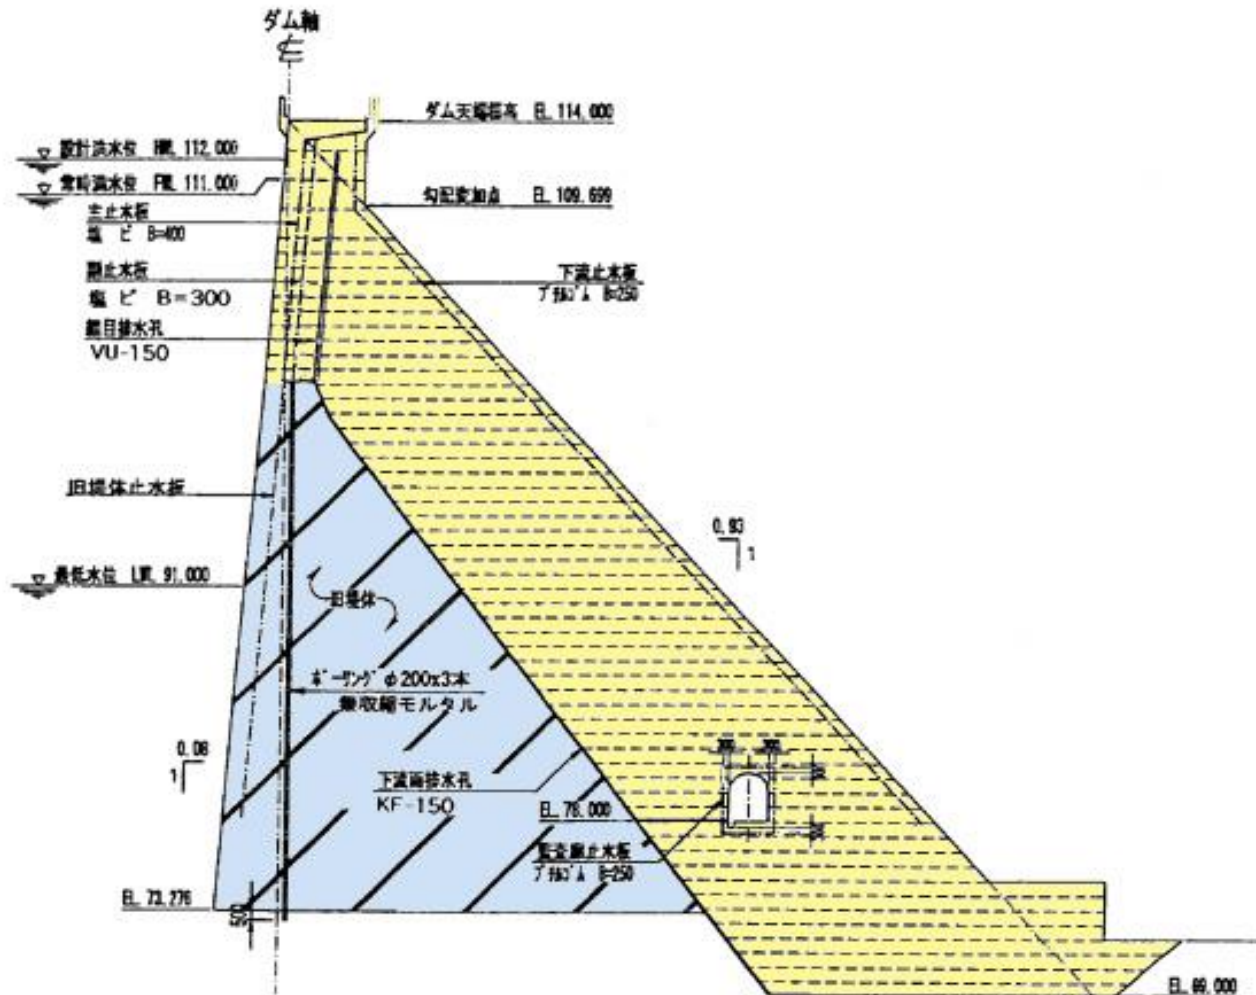 ダム軸
ダム天端標高 EL.114.000
設計洪水位 HWL.112.000
常時満水位 FWL.111.000
勾配変加点 EL.109.699
主止水板
塩ビ B=400
副止水板
塩ビ B=300
下流止水板
ブチルゴム B=250
継目排水孔
VU-150
旧堤体止水板
0.93
1
最低水位 LWL.91.000
旧堤体
ボーリングφ200x3本
無収縮モルタル
0.08
1
下流面排水孔
KF-150
EL.78.000
監査廊止水板
ブチルゴム B=250
EL.73.276
500
EL.69.000